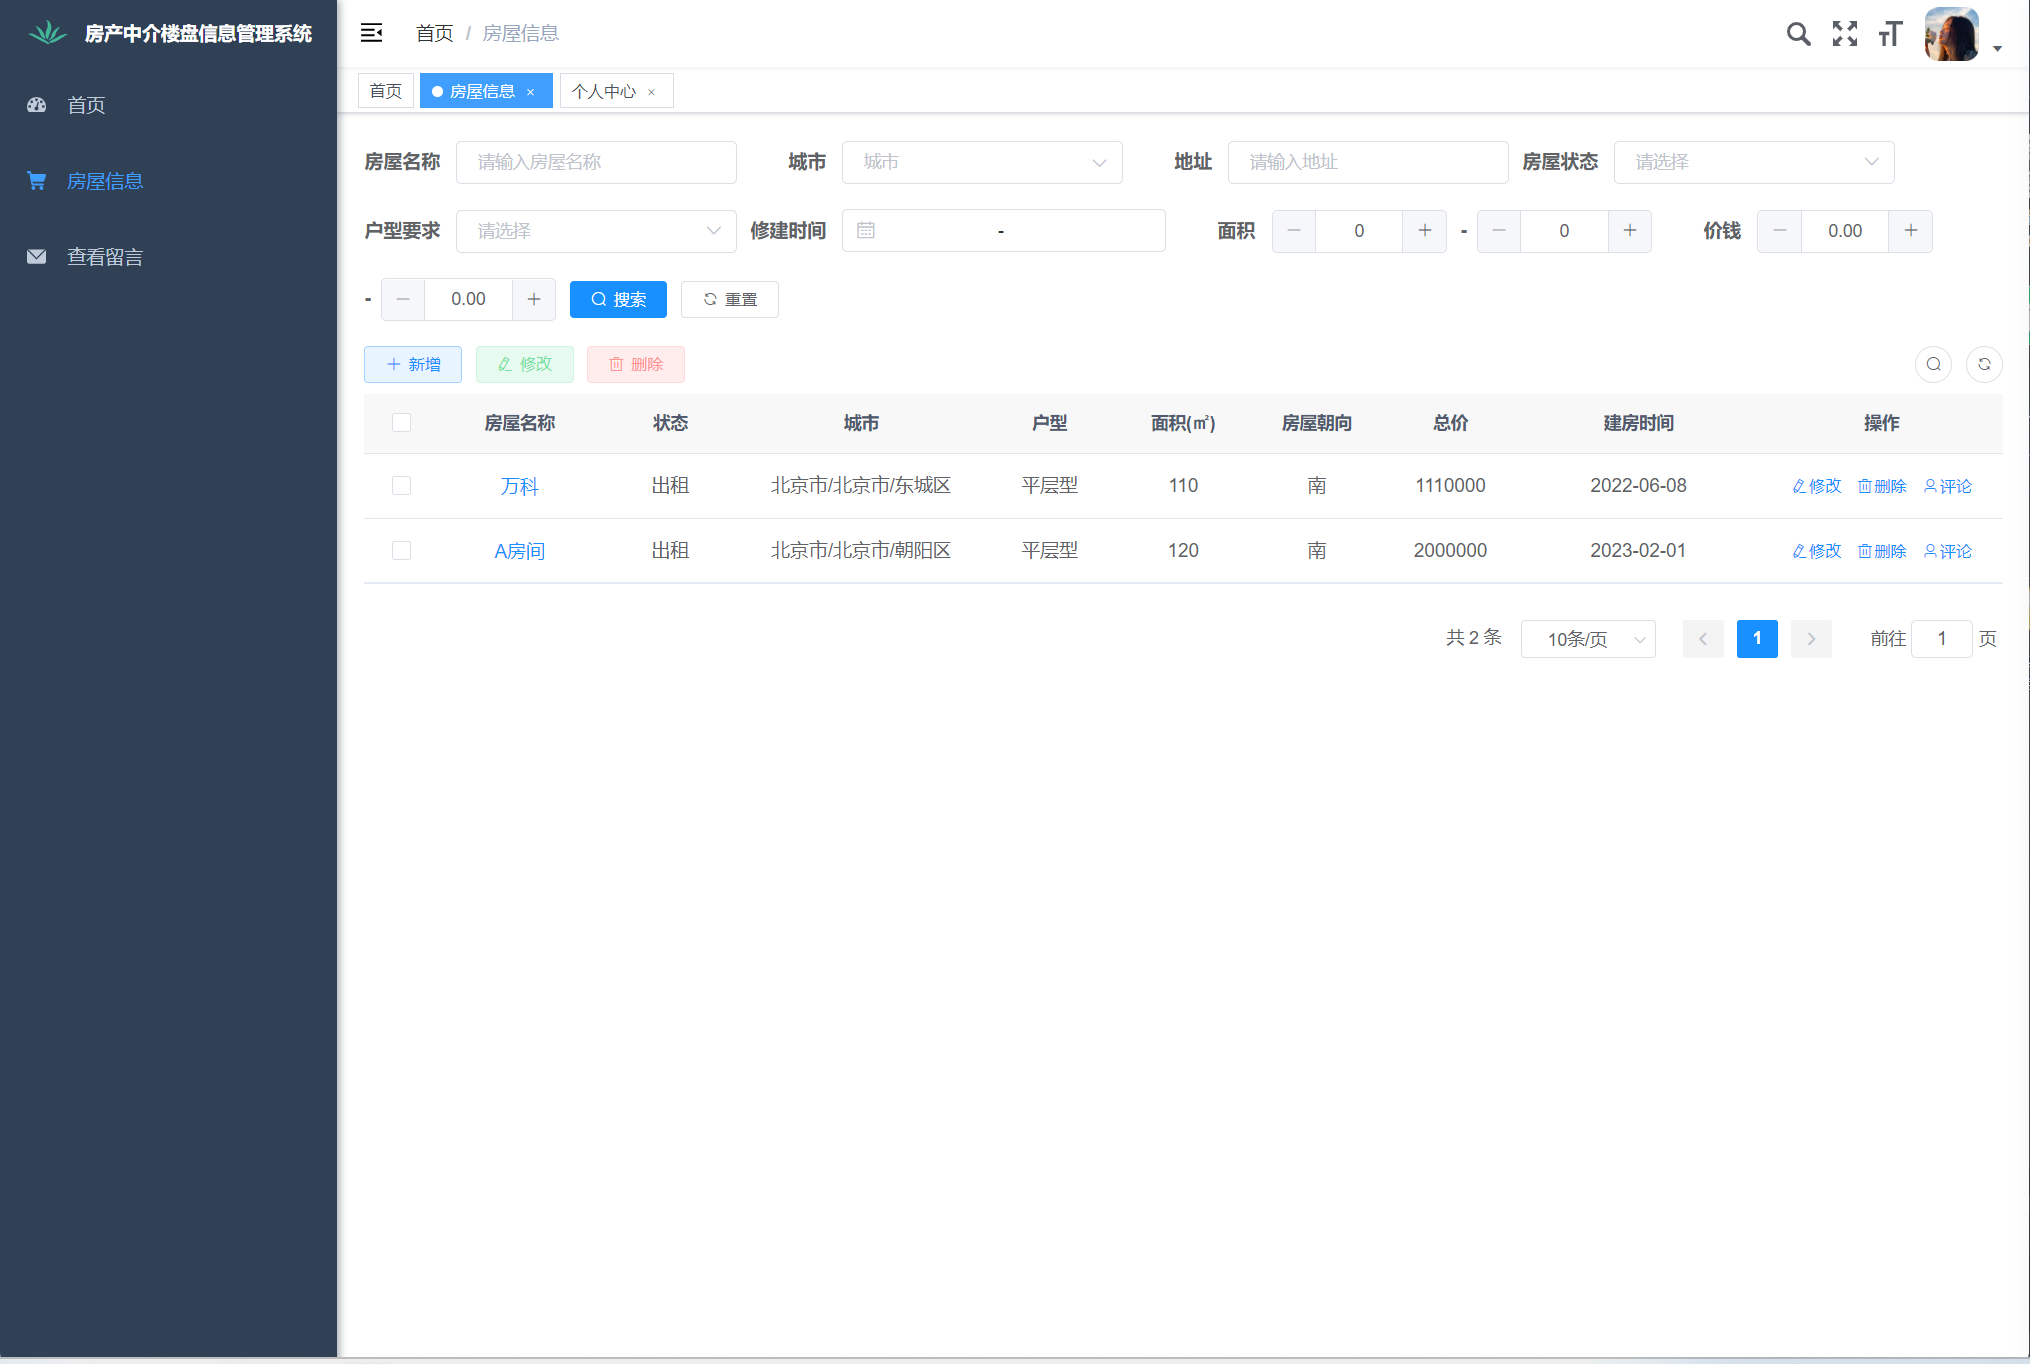 房产中介楼盘信息管理系统
首页
房屋信息
查看留言
首页 / 房屋信息
首页 房屋信息 × 个人中心 ×
房屋名称 请输入房屋名称 城市 城市 地址 请输入地址 房屋状态 请选择
户型要求 请选择 修建时间 - 面积 0 - 0 价钱 0.00
- 0.00 搜索 重置
新增 修改 删除
房屋名称 状态 城市 户型 面积(㎡) 房屋朝向 总价 建房时间 操作
万科 出租 北京市/北京市/东城区 平层型 110 南 1110000 2022-06-08 修改 删除 评论
A房间 出租 北京市/北京市/朝阳区 平层型 120 南 2000000 2023-02-01 修改 删除 评论
共 2 条 10条/页 1 前往 1 页